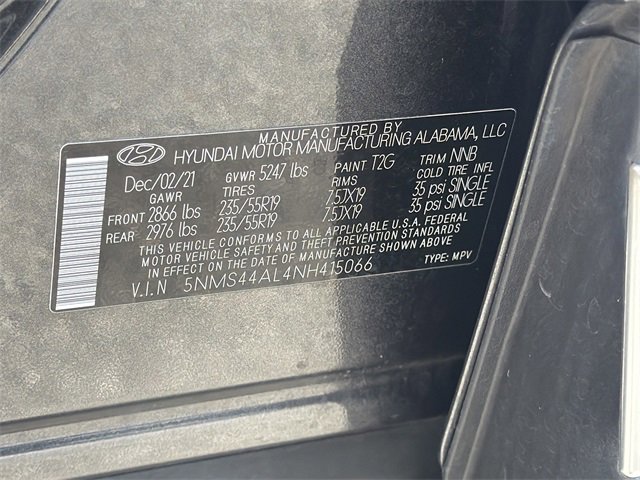 MANUFACTURED BY
HYUNDAI MOTOR MANUFACTURING ALABAMA, LLC
Dec/02/21 GVWR 5247 lbs PAINT T2G TRIM NNB
GAWR TIRES RIMS COLD TIRE INFL
FRONT 2866 lbs 235/55R19 7.5JX19 35 psi SINGLE
REAR 2976 lbs 235/55R19 7.5JX19 35 psi SINGLE
THIS VEHICLE CONFORMS TO ALL APPLICABLE U.S.A. FEDERAL
MOTOR VEHICLE SAFETY AND THEFT PREVENTION STANDARDS
IN EFFECT ON THE DATE OF MANUFACTURE SHOWN ABOVE.
V.I.N 5NMS44AL4NH415066 TYPE: MPV